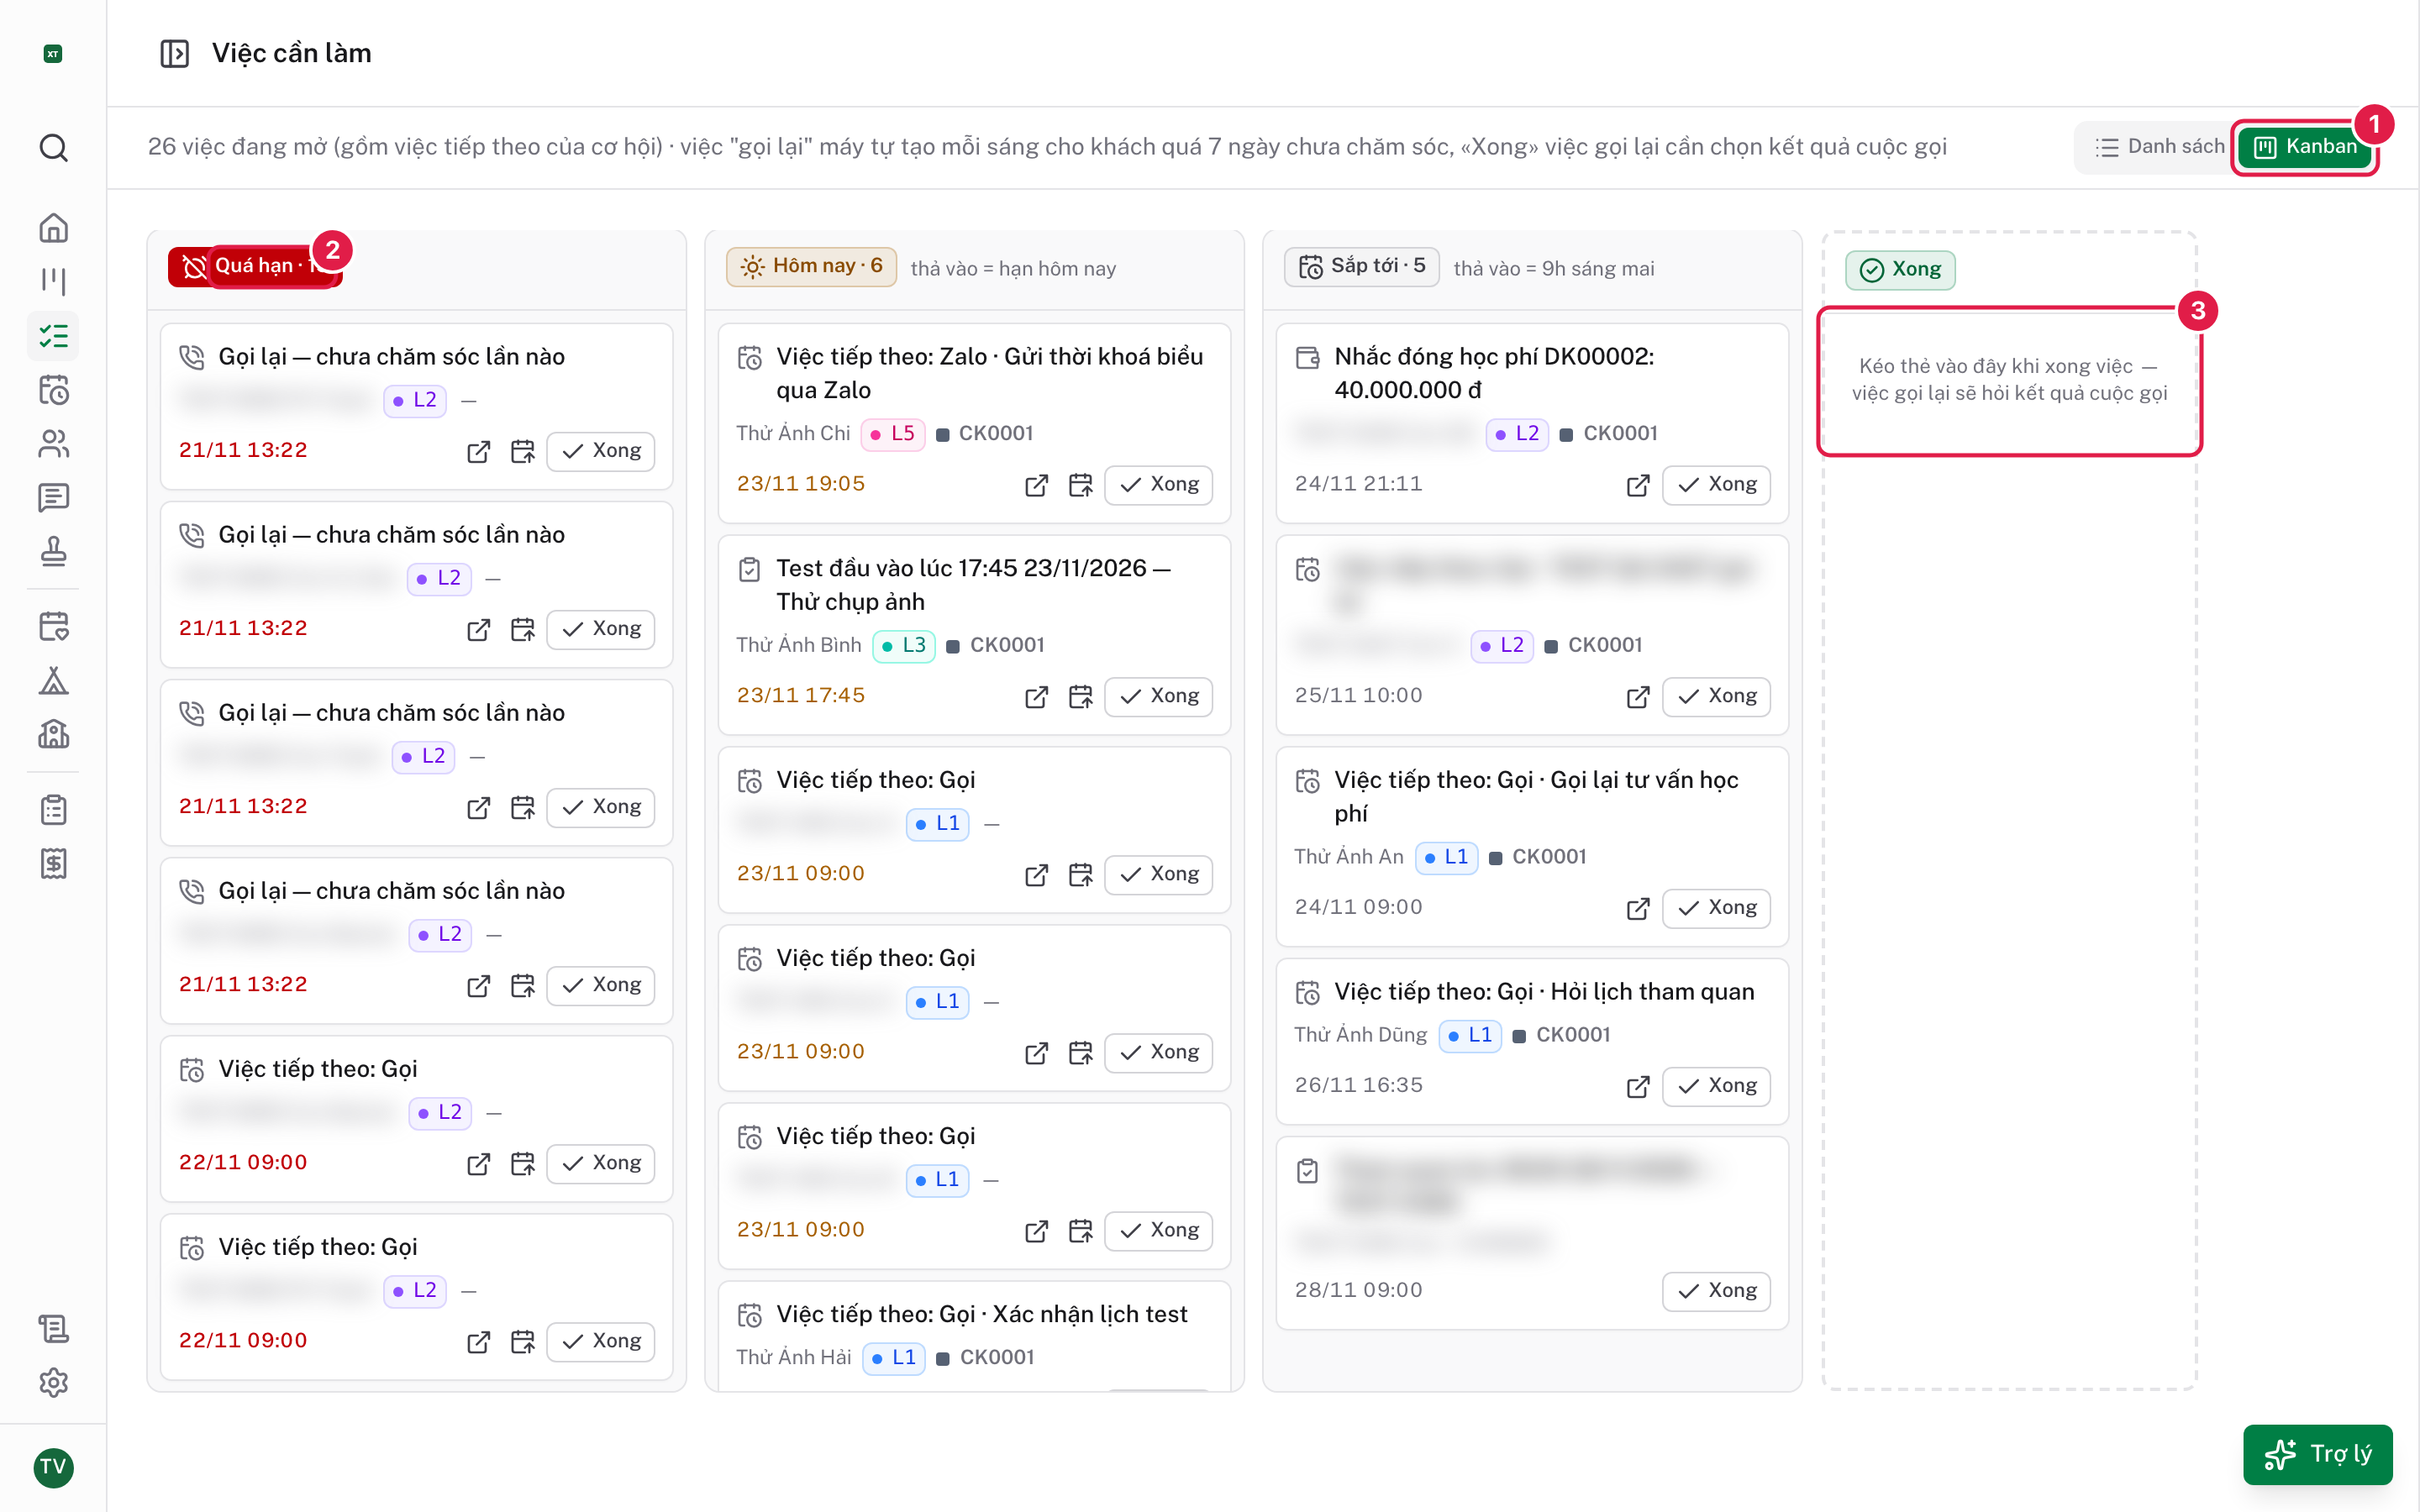 XT
Việc cần làm
26 việc đang mở (gồm việc tiếp theo của cơ hội) · việc "gọi lại" máy tự tạo mỗi sáng cho khách quá 7 ngày chưa chăm sóc, «Xong» việc gọi lại cần chọn kết quả cuộc gọi
Danh sách
Kanban
1
Quá hạn ·
2
Gọi lại — chưa chăm sóc lần nào
L2 —
21/11 13:22
Xong
Gọi lại — chưa chăm sóc lần nào
L2 —
21/11 13:22
Xong
Gọi lại — chưa chăm sóc lần nào
L2 —
21/11 13:22
Xong
Gọi lại — chưa chăm sóc lần nào
L2 —
21/11 13:22
Xong
Việc tiếp theo: Gọi
L2 —
22/11 09:00
Xong
Việc tiếp theo: Gọi
L2 —
22/11 09:00
Xong
Hôm nay · 6
thả vào = hạn hôm nay
Việc tiếp theo: Zalo · Gửi thời khoá biểu
qua Zalo
Thử Ảnh Chi L5 CK0001
23/11 19:05
Xong
Test đầu vào lúc 17:45 23/11/2026 —
Thử chụp ảnh
Thử Ảnh Bình L3 CK0001
23/11 17:45
Xong
Việc tiếp theo: Gọi
L1 —
23/11 09:00
Xong
Việc tiếp theo: Gọi
L1 —
23/11 09:00
Xong
Việc tiếp theo: Gọi
L1 —
23/11 09:00
Xong
Việc tiếp theo: Gọi · Xác nhận lịch test
Thử Ảnh Hải L1 CK0001
Sắp tới · 5
thả vào = 9h sáng mai
Nhắc đóng học phí DK00002:
40.000.000 đ
L2 CK0001
24/11 21:11
Xong
L2 CK0001
25/11 10:00
Xong
Việc tiếp theo: Gọi · Gọi lại tư vấn học
phí
Thử Ảnh An L1 CK0001
24/11 09:00
Xong
Việc tiếp theo: Gọi · Hỏi lịch tham quan
Thử Ảnh Dũng L1 CK0001
26/11 16:35
Xong
28/11 09:00
Xong
Xong
3
Kéo thẻ vào đây khi xong việc —
việc gọi lại sẽ hỏi kết quả cuộc gọi
TV
Trợ lý